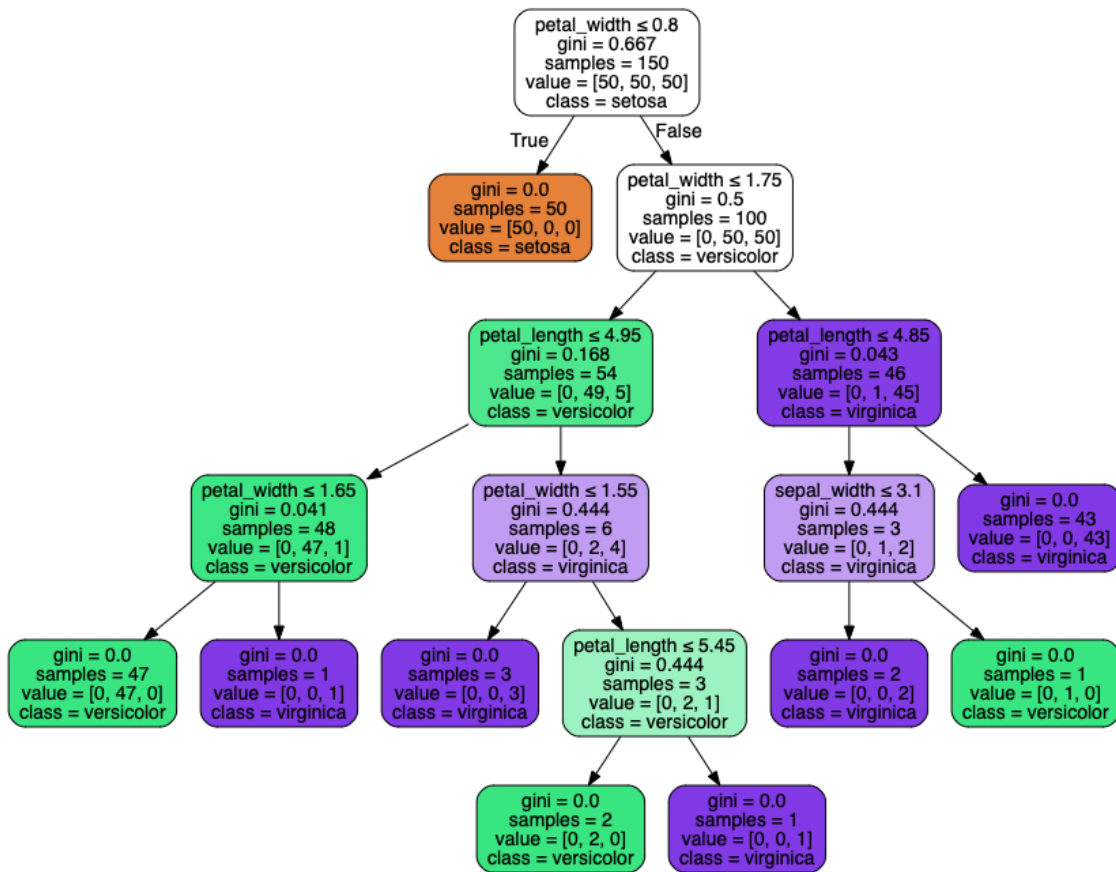 petal_width ≤ 0.8
gini = 0.667
samples = 150
value = [50, 50, 50]
class = setosa
True
False
gini = 0.0
samples = 50
value = [50, 0, 0]
class = setosa
petal_width ≤ 1.75
gini = 0.5
samples = 100
value = [0, 50, 50]
class = versicolor
petal_length ≤ 4.95
gini = 0.168
samples = 54
value = [0, 49, 5]
class = versicolor
petal_length ≤ 4.85
gini = 0.043
samples = 46
value = [0, 1, 45]
class = virginica
petal_width ≤ 1.65
gini = 0.041
samples = 48
value = [0, 47, 1]
class = versicolor
petal_width ≤ 1.55
gini = 0.444
samples = 6
value = [0, 2, 4]
class = virginica
sepal_width ≤ 3.1
gini = 0.444
samples = 3
value = [0, 1, 2]
class = virginica
gini = 0.0
samples = 43
value = [0, 0, 43]
class = virginica
gini = 0.0
samples = 47
value = [0, 47, 0]
class = versicolor
gini = 0.0
samples = 1
value = [0, 0, 1]
class = virginica
gini = 0.0
samples = 3
value = [0, 0, 3]
class = virginica
petal_length ≤ 5.45
gini = 0.444
samples = 3
value = [0, 2, 1]
class = versicolor
gini = 0.0
samples = 2
value = [0, 0, 2]
class = virginica
gini = 0.0
samples = 1
value = [0, 1, 0]
class = versicolor
gini = 0.0
samples = 2
value = [0, 2, 0]
class = versicolor
gini = 0.0
samples = 1
value = [0, 0, 1]
class = virginica